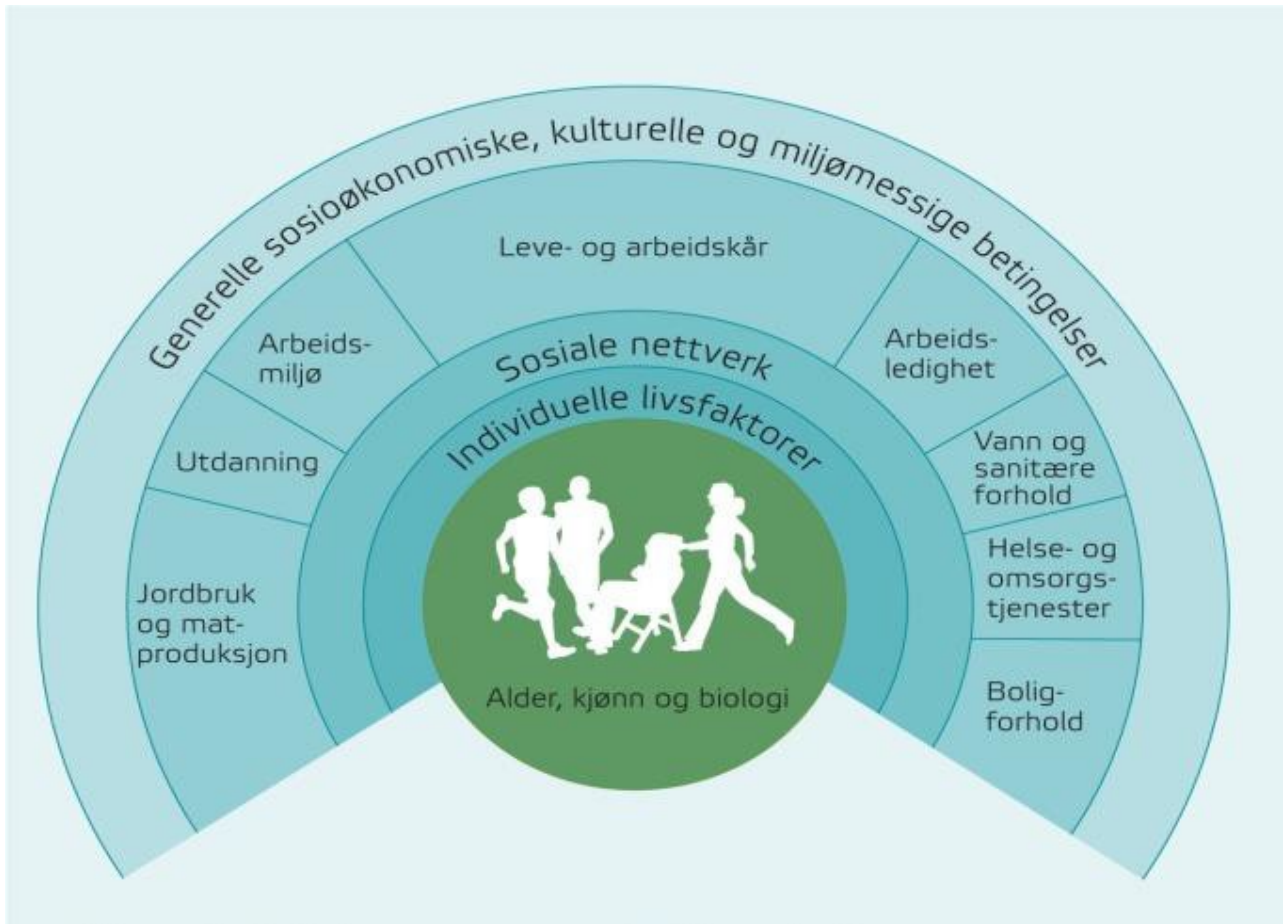 Generelle sosioøkonomiske, kulturelle og miljømessige betingelser
Leve- og arbeidskår
Arbeids-
miljø
Utdanning
Jordbruk
og mat-
produksjon
Arbeids-
ledighet
Vann og
sanitære
forhold
Helse- og
omsorgs-
tjenester
Bolig-
forhold
Sosiale nettverk
Individuelle livsfaktorer
Alder, kjønn og biologi